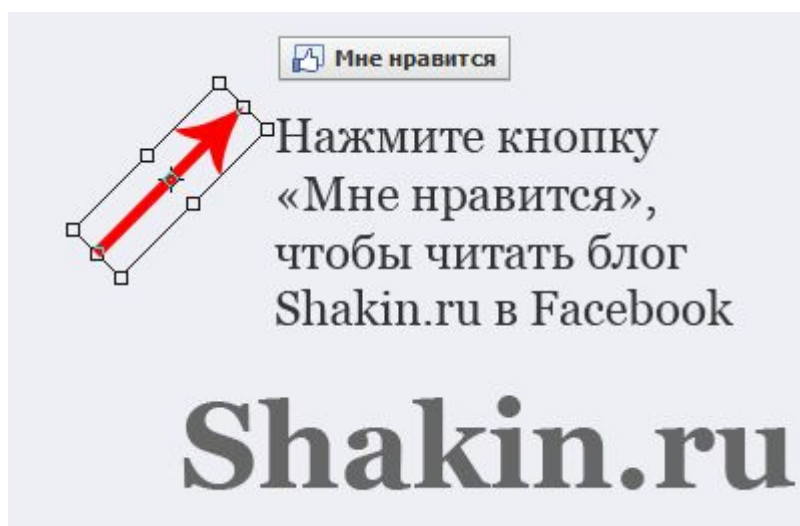 Мне нравится
Нажмите кнопку
«Мне нравится»,
чтобы читать блог
Shakin.ru в Facebook
Shakin.ru